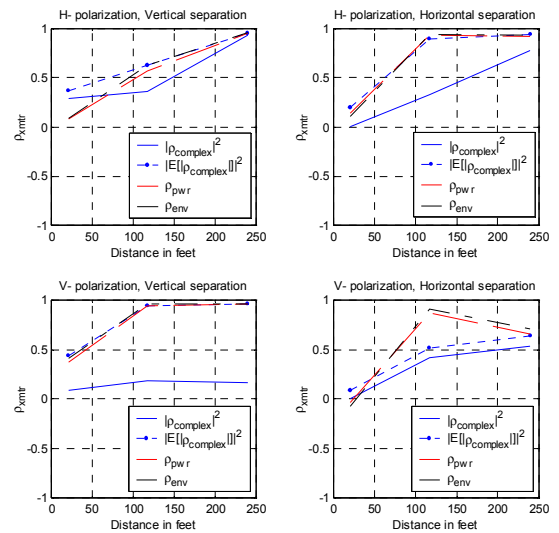 H- polarization, Vertical separation
1
0.5
0
-0.5
-1
0 50 100 150 200 250
ρxmtr
Distance in feet
|ρcomplex|^2
|E[|ρcomplex|]|^2
ρpwr
ρenv
H- polarization, Horizontal separation
1
0.5
0
-0.5
-1
0 50 100 150 200 250
ρxmtr
Distance in feet
|ρcomplex|^2
|E[|ρcomplex|]|^2
ρpwr
ρenv
V- polarization, Vertical separation
1
0.5
0
-0.5
-1
0 50 100 150 200 250
ρxmtr
Distance in feet
|ρcomplex|^2
|E[|ρcomplex|]|^2
ρpwr
ρenv
V- polarization, Horizontal separation
1
0.5
0
-0.5
-1
0 50 100 150 200 250
ρxmtr
Distance in feet
|ρcomplex|^2
|E[|ρcomplex|]|^2
ρpwr
ρenv